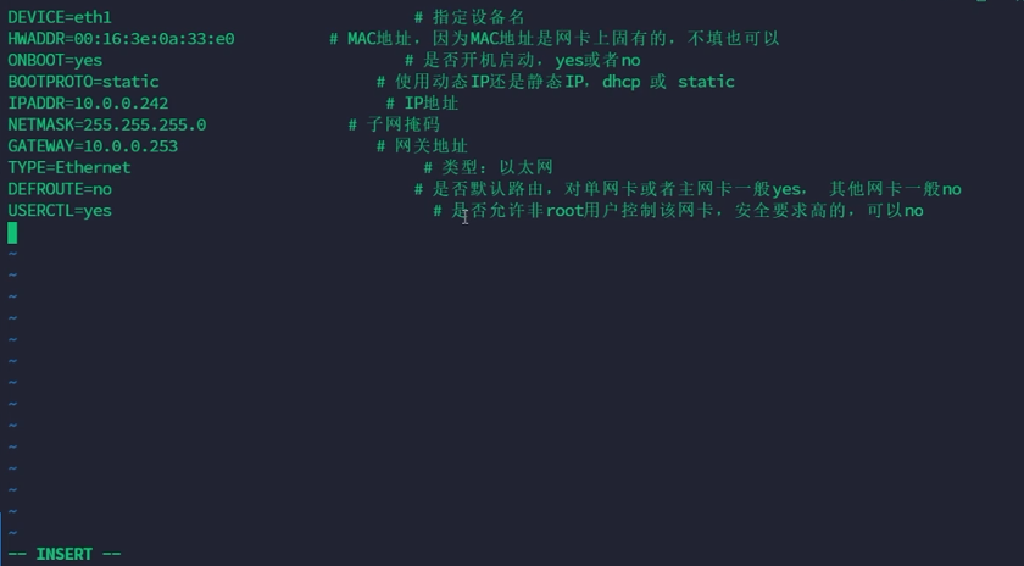 DEVICE=eth1 # 指定设备名
HWADDR=00:16:3e:0a:33:e0 # MAC地址，因为MAC地址是网卡上固有的，不填也可以
ONBOOT=yes # 是否开机启动，yes或者no
BOOTPROTO=static # 使用动态IP还是静态IP，dhcp 或 static
IPADDR=10.0.0.242 # IP地址
NETMASK=255.255.255.0 # 子网掩码
GATEWAY=10.0.0.253 # 网关地址
TYPE=Ethernet # 类型：以太网
DEFROUTE=no # 是否默认路由，对单网卡或者主网卡一般yes， 其他网卡一般no
USERCTL=yes # 是否允许非root用户控制该网卡，安全要求高的，可以no
~
~
~
~
~
~
~
~
~
~
~
~
~
~
-- INSERT --